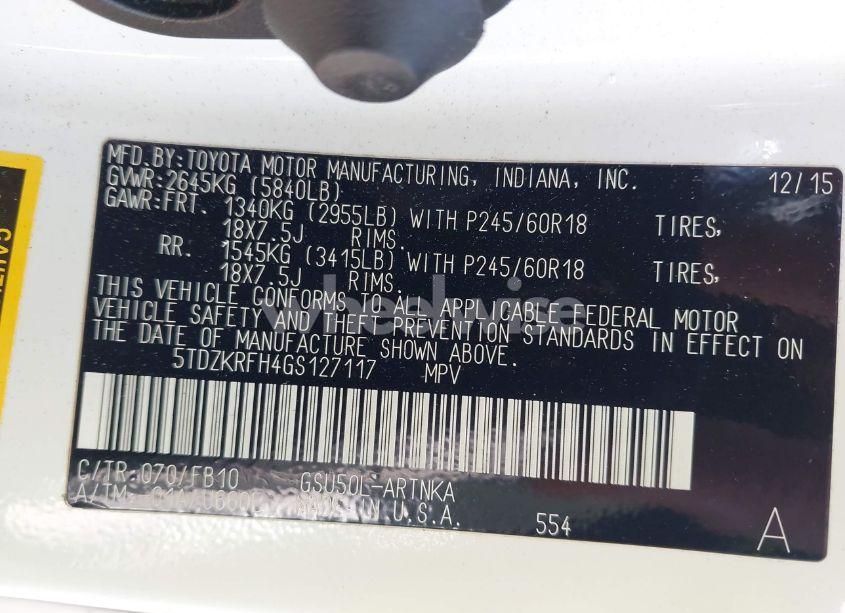 MFD.BY:TOYOTA MOTOR MANUFACTURING, INDIANA, INC. 12/15
GVWR:2645KG (5840LB)
GAWR:FRT. 1340KG (2955LB) WITH P245/60R18 TIRES,
18X7.5J RIMS.
RR. 1545KG (3415LB) WITH P245/60R18 TIRES,
18X7.5J RIMS.
THIS VEHICLE CONFORMS TO ALL APPLICABLE FEDERAL MOTOR
VEHICLE SAFETY AND THEFT PREVENTION STANDARDS IN EFFECT ON
THE DATE OF MANUFACTURE SHOWN ABOVE.
5TDZKRFH4GS127117 MPV
C/TR:070/FB10 GSU50L-ARTNKA
A/TM: IN U.S.A. 554 A
wheelwise